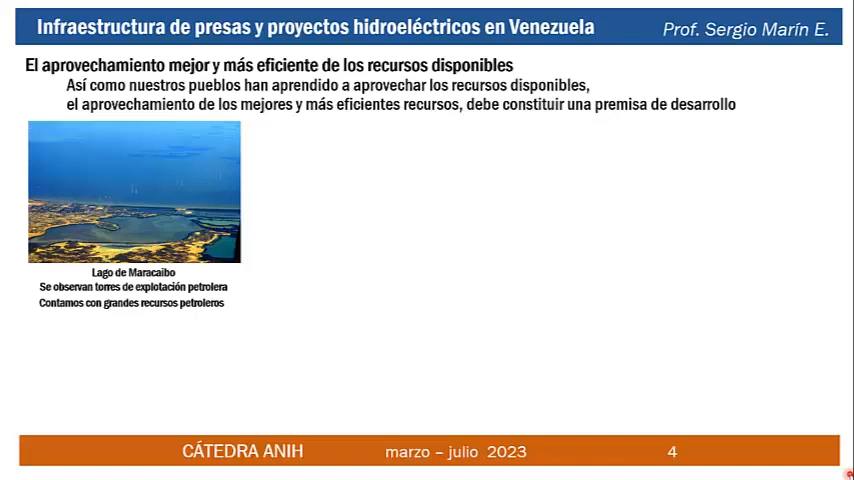 Infraestructura de presas y proyectos hidroeléctricos en Venezuela
Prof. Sergio Marín E.
El aprovechamiento mejor y más eficiente de los recursos disponibles
Así como nuestros pueblos han aprendido a aprovechar los recursos disponibles,
el aprovechamiento de los mejores y más eficientes recursos, debe constituir una premisa de desarrollo
Lago de Maracaibo
Se observan torres de explotación petrolera
Contamos con grandes recursos petroleros
CÁTEDRA ANIH
marzo – julio 2023
4